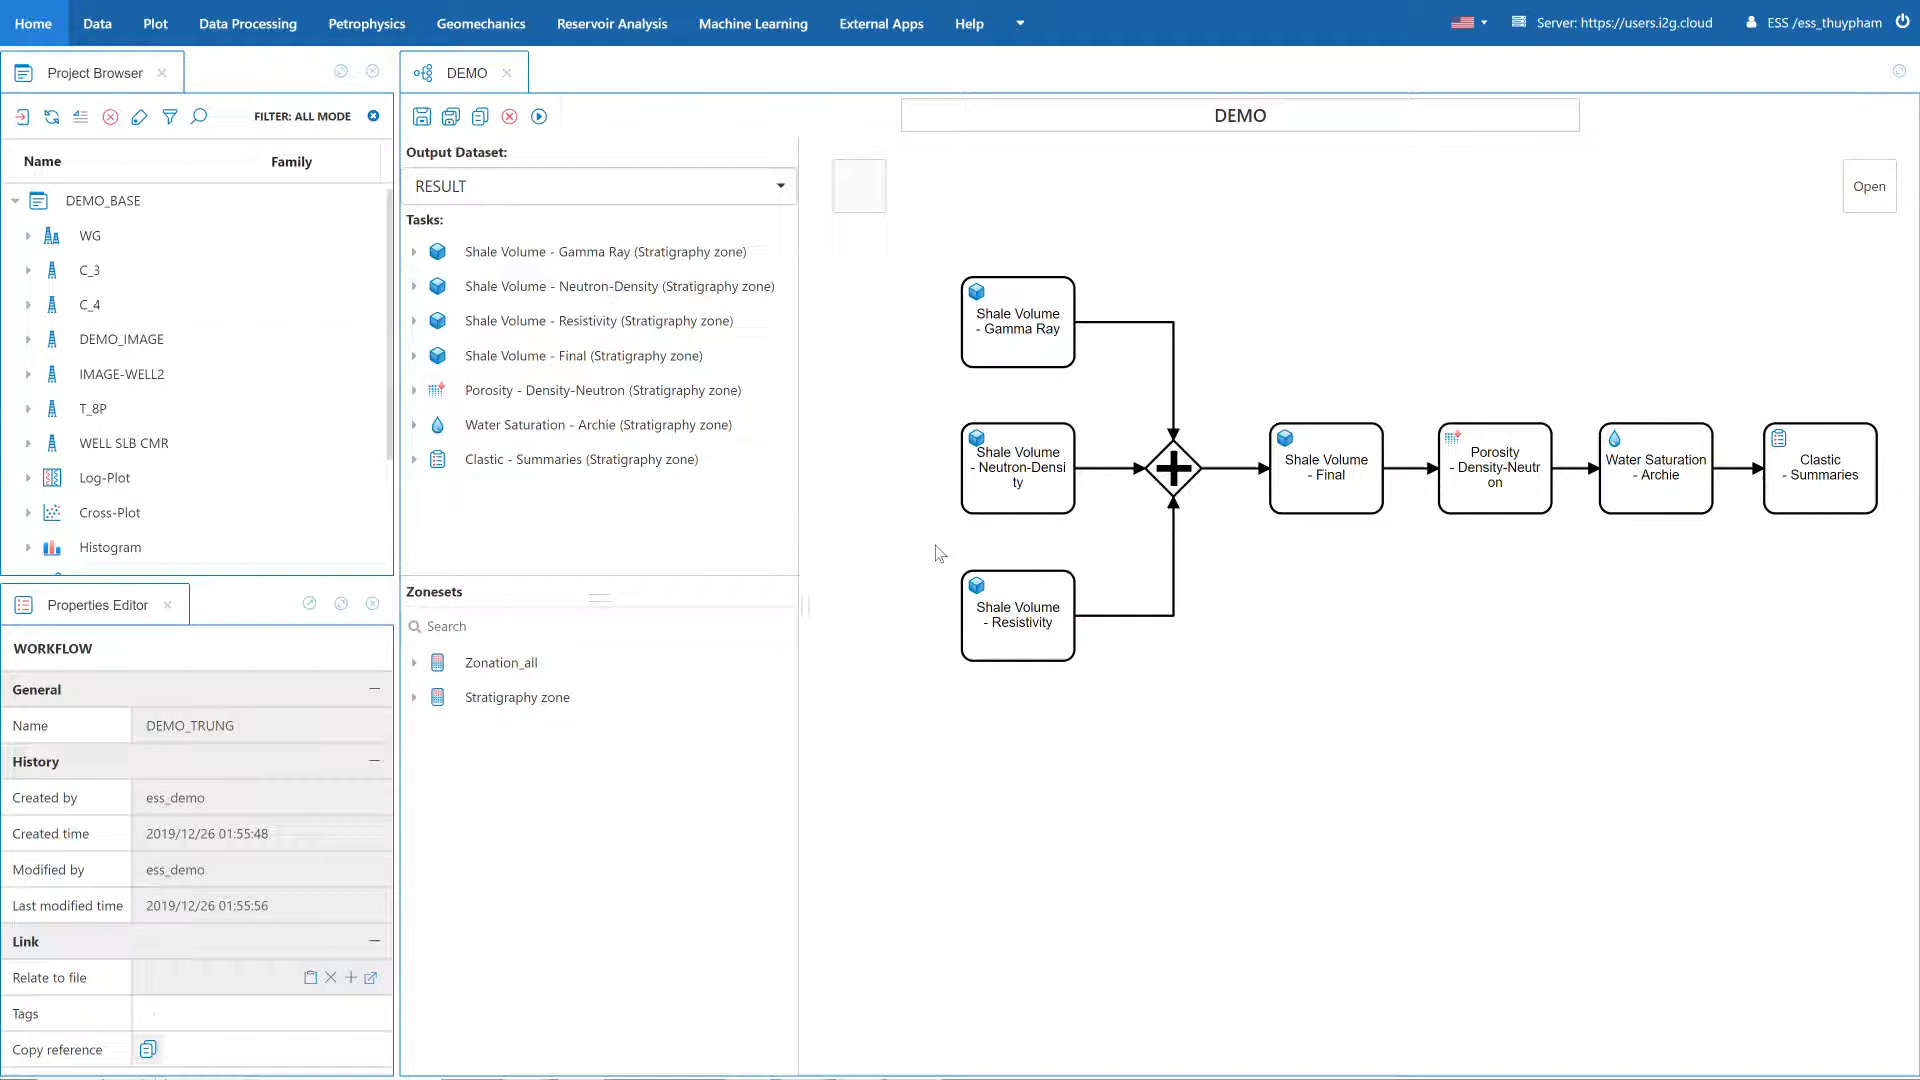 Home Data Plot Data Processing Petrophysics Geomechanics Reservoir Analysis Machine Learning External Apps Help Server: https://users.i2g.cloud ESS /ess_thuypham
Project Browser
DEMO
FILTER: ALL MODE
DEMO
Name Family
DEMO_BASE
WG
C_3
C_4
DEMO_IMAGE
IMAGE-WELL2
T_8P
WELL SLB CMR
Log-Plot
Cross-Plot
Histogram
Properties Editor
WORKFLOW
General
Name DEMO_TRUNG
History
Created by ess_demo
Created time 2019/12/26 01:55:48
Modified by ess_demo
Last modified time 2019/12/26 01:55:56
Link
Relate to file
Tags
Copy reference
Output Dataset:
RESULT
Tasks:
Shale Volume - Gamma Ray (Stratigraphy zone)
Shale Volume - Neutron-Density (Stratigraphy zone)
Shale Volume - Resistivity (Stratigraphy zone)
Shale Volume - Final (Stratigraphy zone)
Porosity - Density-Neutron (Stratigraphy zone)
Water Saturation - Archie (Stratigraphy zone)
Clastic - Summaries (Stratigraphy zone)
Zonesets
Search
Zonation_all
Stratigraphy zone
Open
Shale Volume
- Gamma Ray
Shale Volume
- Neutron-Densi
ty
Shale Volume
- Resistivity
Shale Volume
- Final
Porosity
- Density-Neutr
on
Water Saturation
- Archie
Clastic
- Summaries